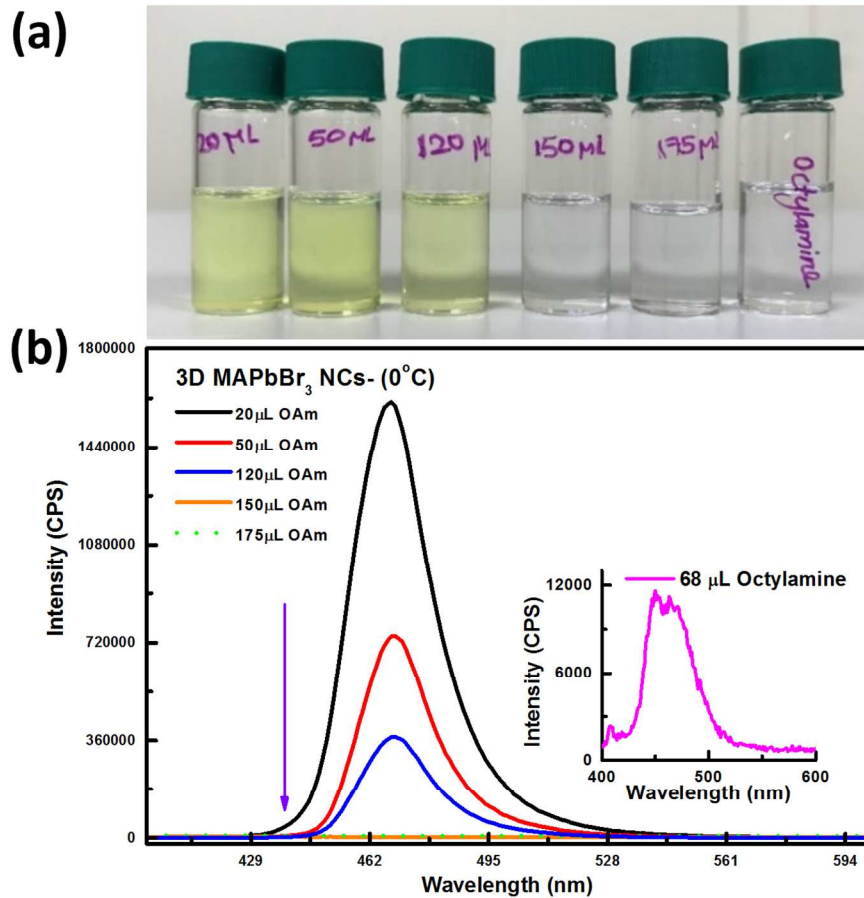 (a)
20 µL
50 µL
120 µL
150 µL
175 µL
Octylamine
(b)
1800000
1440000
1080000
720000
360000
0
Intensity (CPS)
3D MAPbBr₃ NCs- (0°C)
20µL OAm
50µL OAm
120µL OAm
150µL OAm
175µL OAm
429
462
495
528
561
594
Wavelength (nm)
68 µL Octylamine
12000
6000
0
Intensity (CPS)
400
500
600
Wavelength (nm)